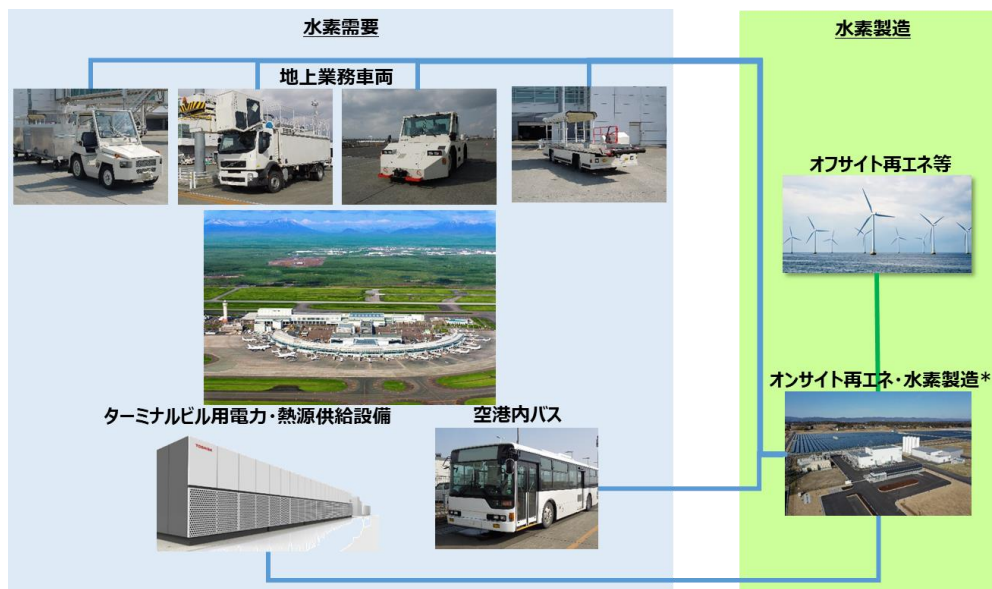 水素需要
水素製造
地上業務車両
オフサイト再エネ等
オンサイト再エネ・水素製造*
ターミナルビル用電力・熱源供給設備
空港内バス
TOSHIBA